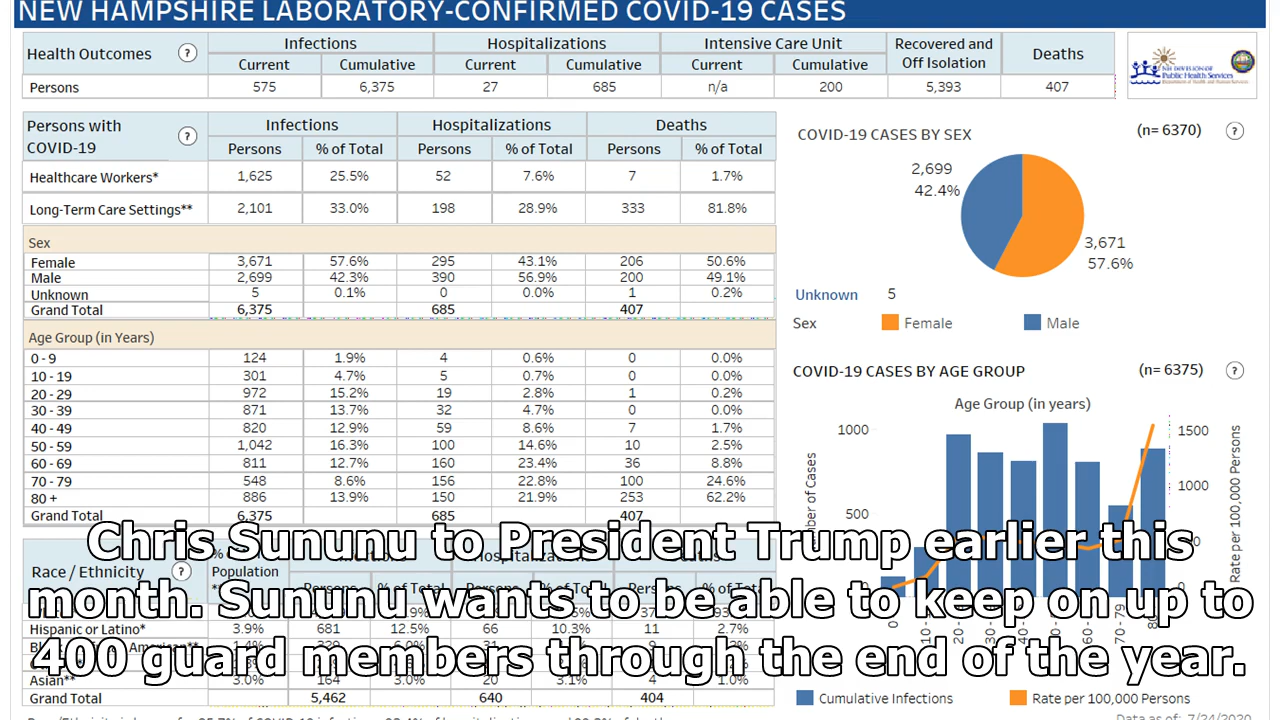 NEW HAMPSHIRE LABORATORY-CONFIRMED COVID-19 CASES
Health Outcomes ? Infections Hospitalizations Intensive Care Unit Recovered and Off Isolation Deaths
Current Cumulative Current Cumulative Current Cumulative
Persons 575 6,375 27 685 n/a 200 5,393 407
NH DIVISION OF
Public Health Services
Persons with COVID-19 ? Infections Hospitalizations Deaths
Persons % of Total Persons % of Total Persons % of Total
Healthcare Workers* 1,625 25.5% 52 7.6% 7 1.7%
Long-Term Care Settings** 2,101 33.0% 198 28.9% 333 81.8%
Sex
Female 3,671 57.6% 295 43.1% 206 50.6%
Male 2,699 42.3% 390 56.9% 200 49.1%
Unknown 5 0.1% 0 0.0% 1 0.2%
Grand Total 6,375 685 407
Age Group (in Years)
0 - 9 124 1.9% 4 0.6% 0 0.0%
10 - 19 301 4.7% 5 0.7% 0 0.0%
20 - 29 972 15.2% 19 2.8% 1 0.2%
30 - 39 871 13.7% 32 4.7% 0 0.0%
40 - 49 820 12.9% 59 8.6% 7 1.7%
50 - 59 1,042 16.3% 100 14.6% 10 2.5%
60 - 69 811 12.7% 160 23.4% 36 8.8%
70 - 79 548 8.6% 156 22.8% 100 24.6%
80 + 886 13.9% 150 21.9% 253 62.2%
Grand Total 6,375 685 407
Race / Ethnicity ? Population
Persons % of Total Persons % of Total
Hispanic or Latino* 3.9% 681 12.5% 66 10.3% 11 2.7%
Asian** 3.0% 164 3.0% 20 3.1% 4 1.0%
Grand Total 5,462 640 404
COVID-19 CASES BY SEX (n= 6370) ?
2,699
42.4%
3,671
57.6%
Unknown 5
Sex Female Male
COVID-19 CASES BY AGE GROUP (n= 6375) ?
Age Group (in years)
1000 1500
1000
500
0 0
Rate per 100,000 Persons
Cumulative Infections Rate per 100,000 Persons
Data as of: 7/24/2020
Chris Sununu to President Trump earlier this
month. Sununu wants to be able to keep on up to
400 guard members through the end of the year.